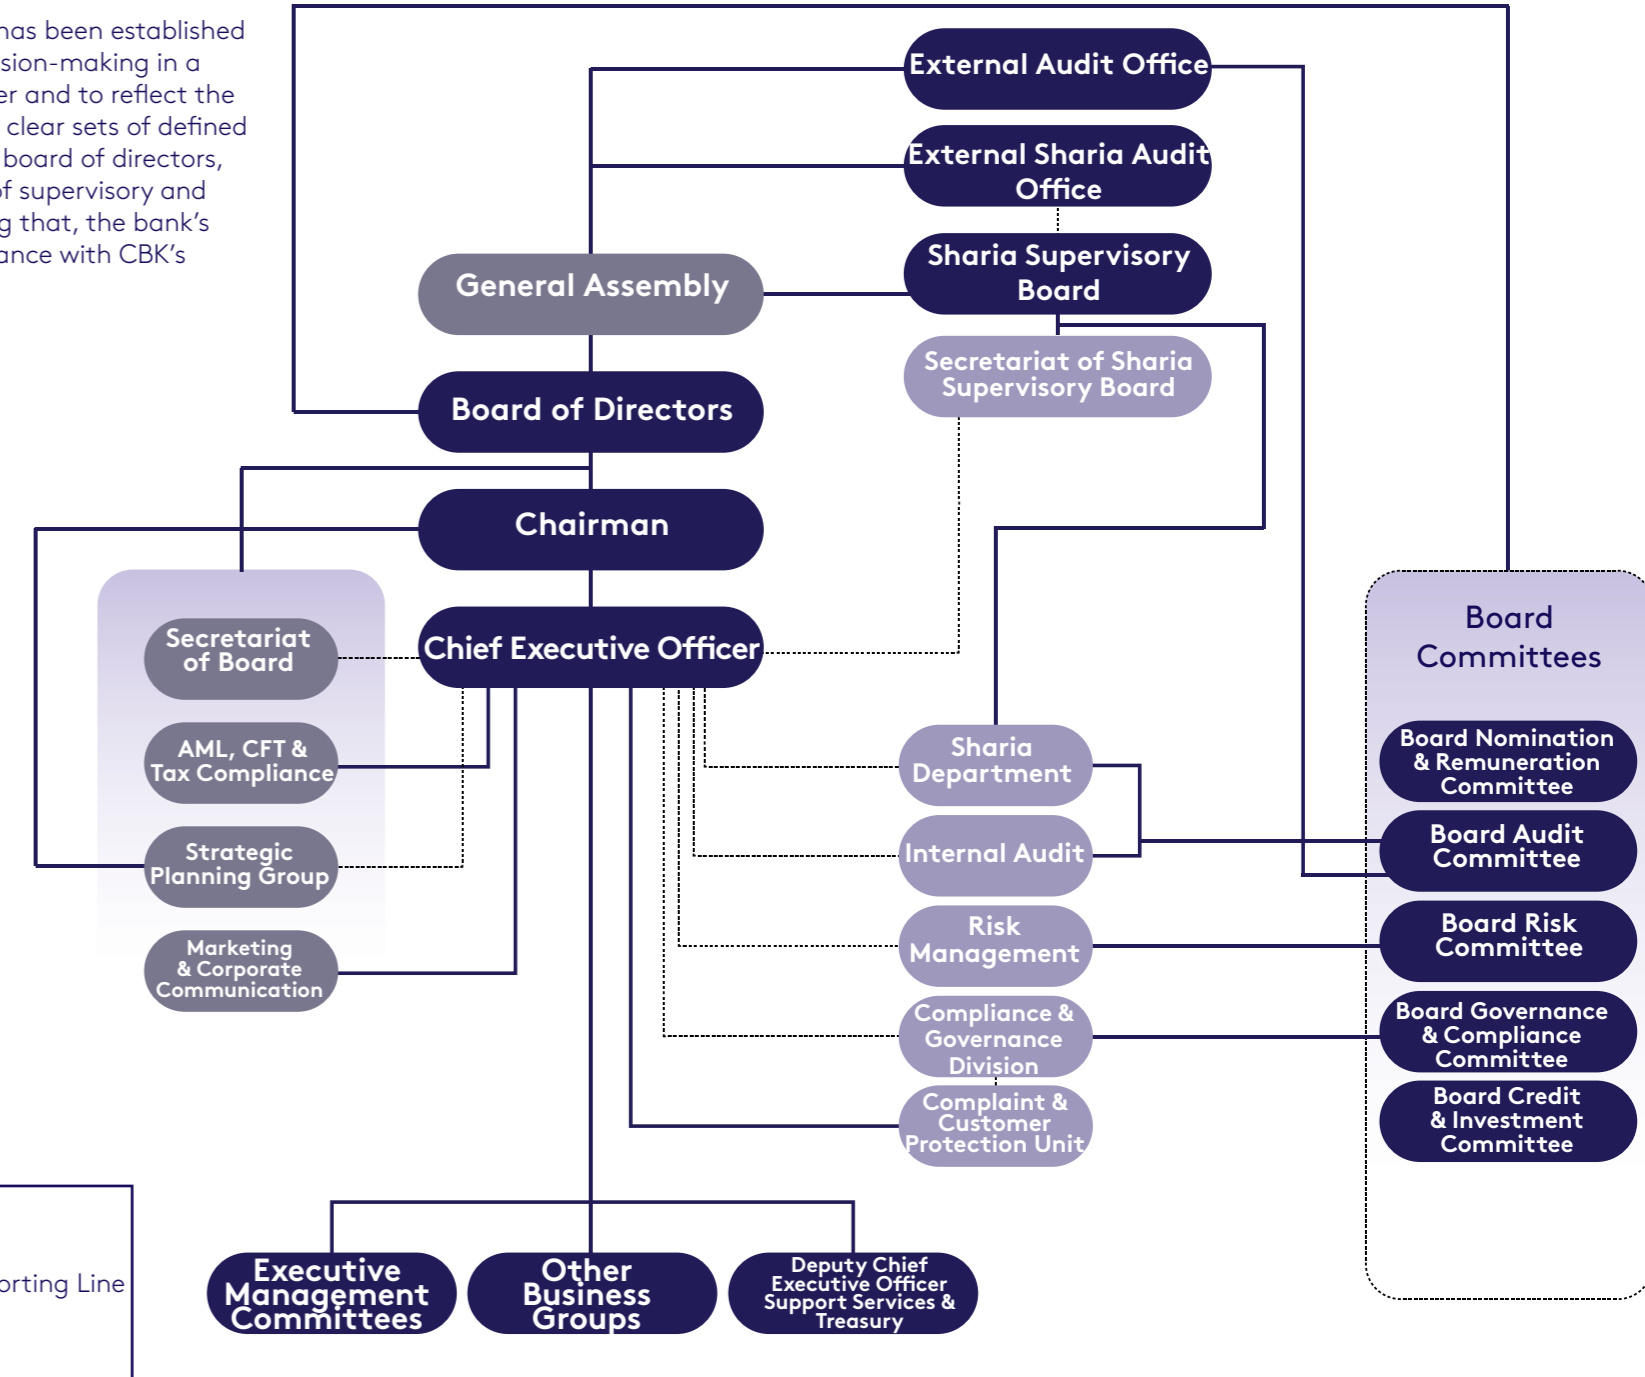 has been established
sion-making in a
er and to reflect the
clear sets of defined
board of directors,
of supervisory and
g that, the bank's
ance with CBK's
External Audit Office
External Sharia Audit
Office
Sharia Supervisory
Board
General Assembly
Secretariat of Sharia
Supervisory Board
Board of Directors
Chairman
Chief Executive Officer
Secretariat
of Board
AML, CFT &
Tax Compliance
Strategic
Planning Group
Marketing
& Corporate
Communication
Sharia
Department
Internal Audit
Risk
Management
Compliance &
Governance
Division
Complaint &
Customer
Protection Unit
Board
Committees
Board Nomination
& Remuneration
Committee
Board Audit
Committee
Board Risk
Committee
Board Governance
& Compliance
Committee
Board Credit
& Investment
Committee
orting Line
Executive
Management
Committees
Other
Business
Groups
Deputy Chief
Executive Officer
Support Services &
Treasury